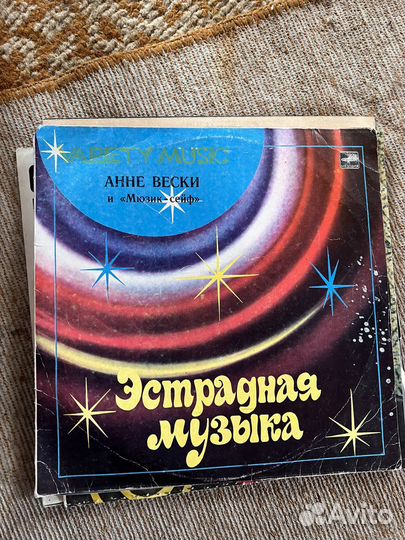 VARIETY MUSIC
АННЕ ВЕСКИ
и «Мюзик-сейф»
Эстрадная
музыка
Avito